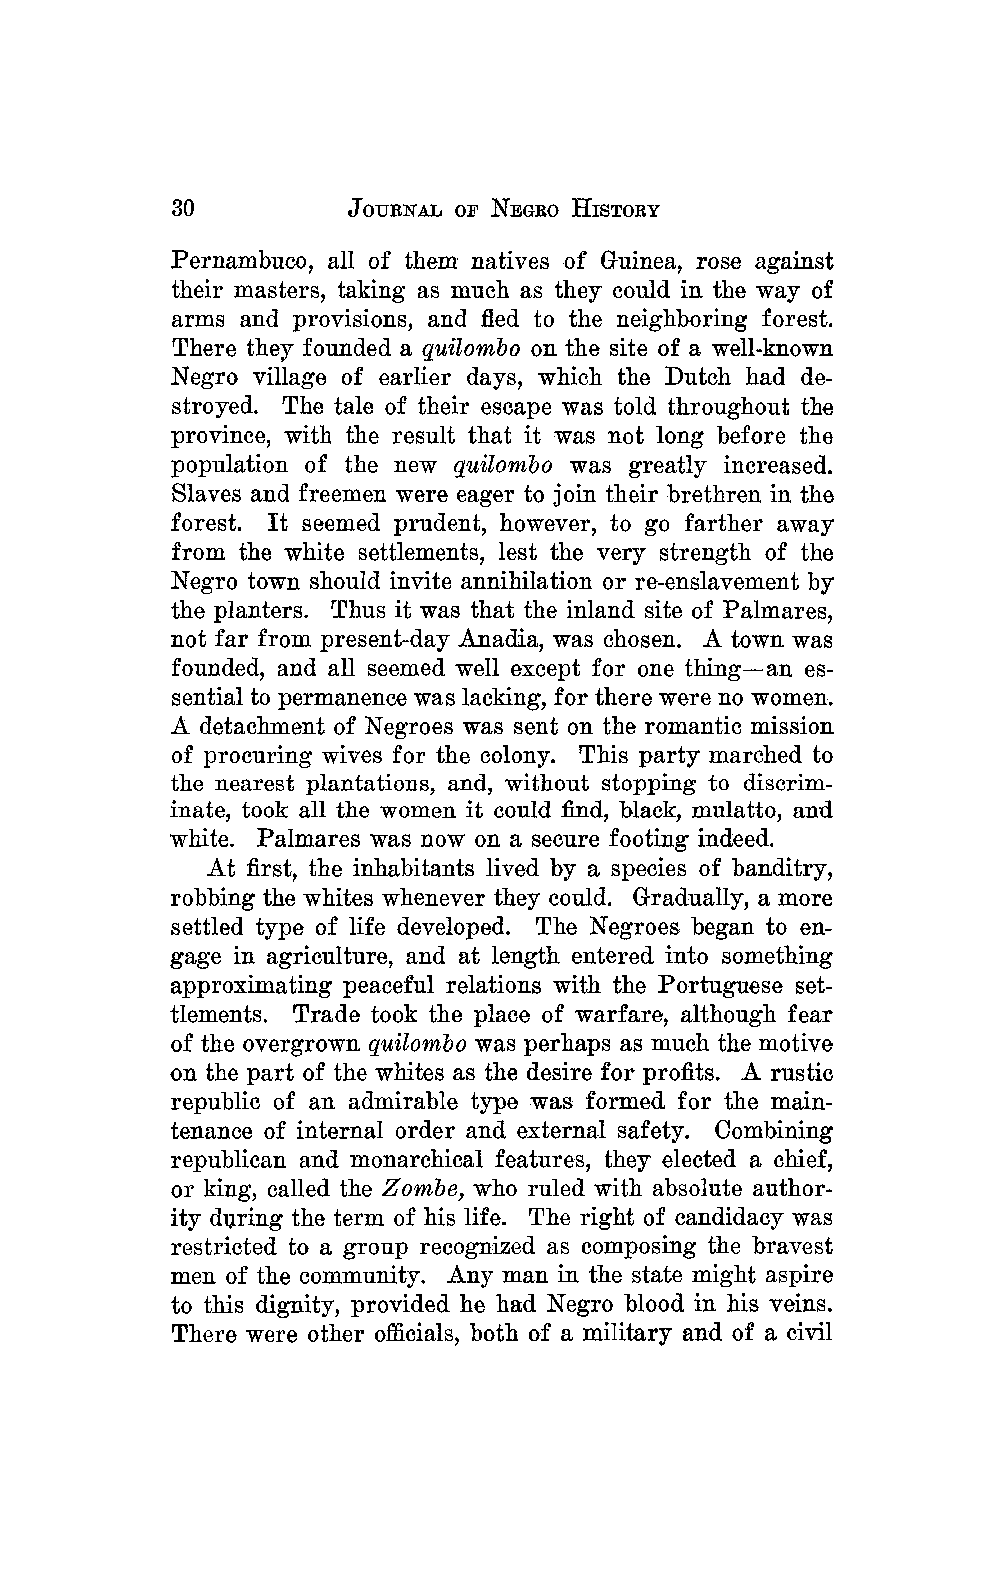 30 JOURNAL OF NEGRO HISTORY
Pernambuco, all of them natives of Guinea, rose against
their masters, taking as much as they could in the way of
arms and provisions, and fled to the neighboring forest.
There they founded a quilombo on the site of a well-known
Negro village of earlier days, which the Dutch had de-
stroyed. The tale of their escape was told throughout the
province, with the result that it was not long before the
population of the new quilombo was greatly increased.
Slaves and freemen were eager to join their brethren in the
forest. It seemed prudent, however, to go farther away
from the white settlements, lest the very strength of the
Negro town should invite annihilation or re-enslavement by
the planters. Thus it was that the inland site of Palmares,
not far from present-day Anadia, was chosen. A town was
founded, and all seemed well except for one thing—an es-
sential to permanence was lacking, for there were no women.
A detachment of Negroes was sent on the romantic mission
of procuring wives for the colony. This party marched to
the nearest plantations, and, without stopping to discrim-
inate, took all the women it could find, black, mulatto, and
white. Palmares was now on a secure footing indeed.
At first, the inhabitants lived by a species of banditry,
robbing the whites whenever they could. Gradually, a more
settled type of life developed. The Negroes began to en-
gage in agriculture, and at length entered into something
approximating peaceful relations with the Portuguese set-
tlements. Trade took the place of warfare, although fear
of the overgrown quilombo was perhaps as much the motive
on the part of the whites as the desire for profits. A rustic
republic of an admirable type was formed for the main-
tenance of internal order and external safety. Combining
republican and monarchical features, they elected a chief,
or king, called the Zombe, who ruled with absolute author-
ity during the term of his life. The right of candidacy was
restricted to a group recognized as composing the bravest
men of the community. Any man in the state might aspire
to this dignity, provided he had Negro blood in his veins.
There were other officials, both of a military and of a civil